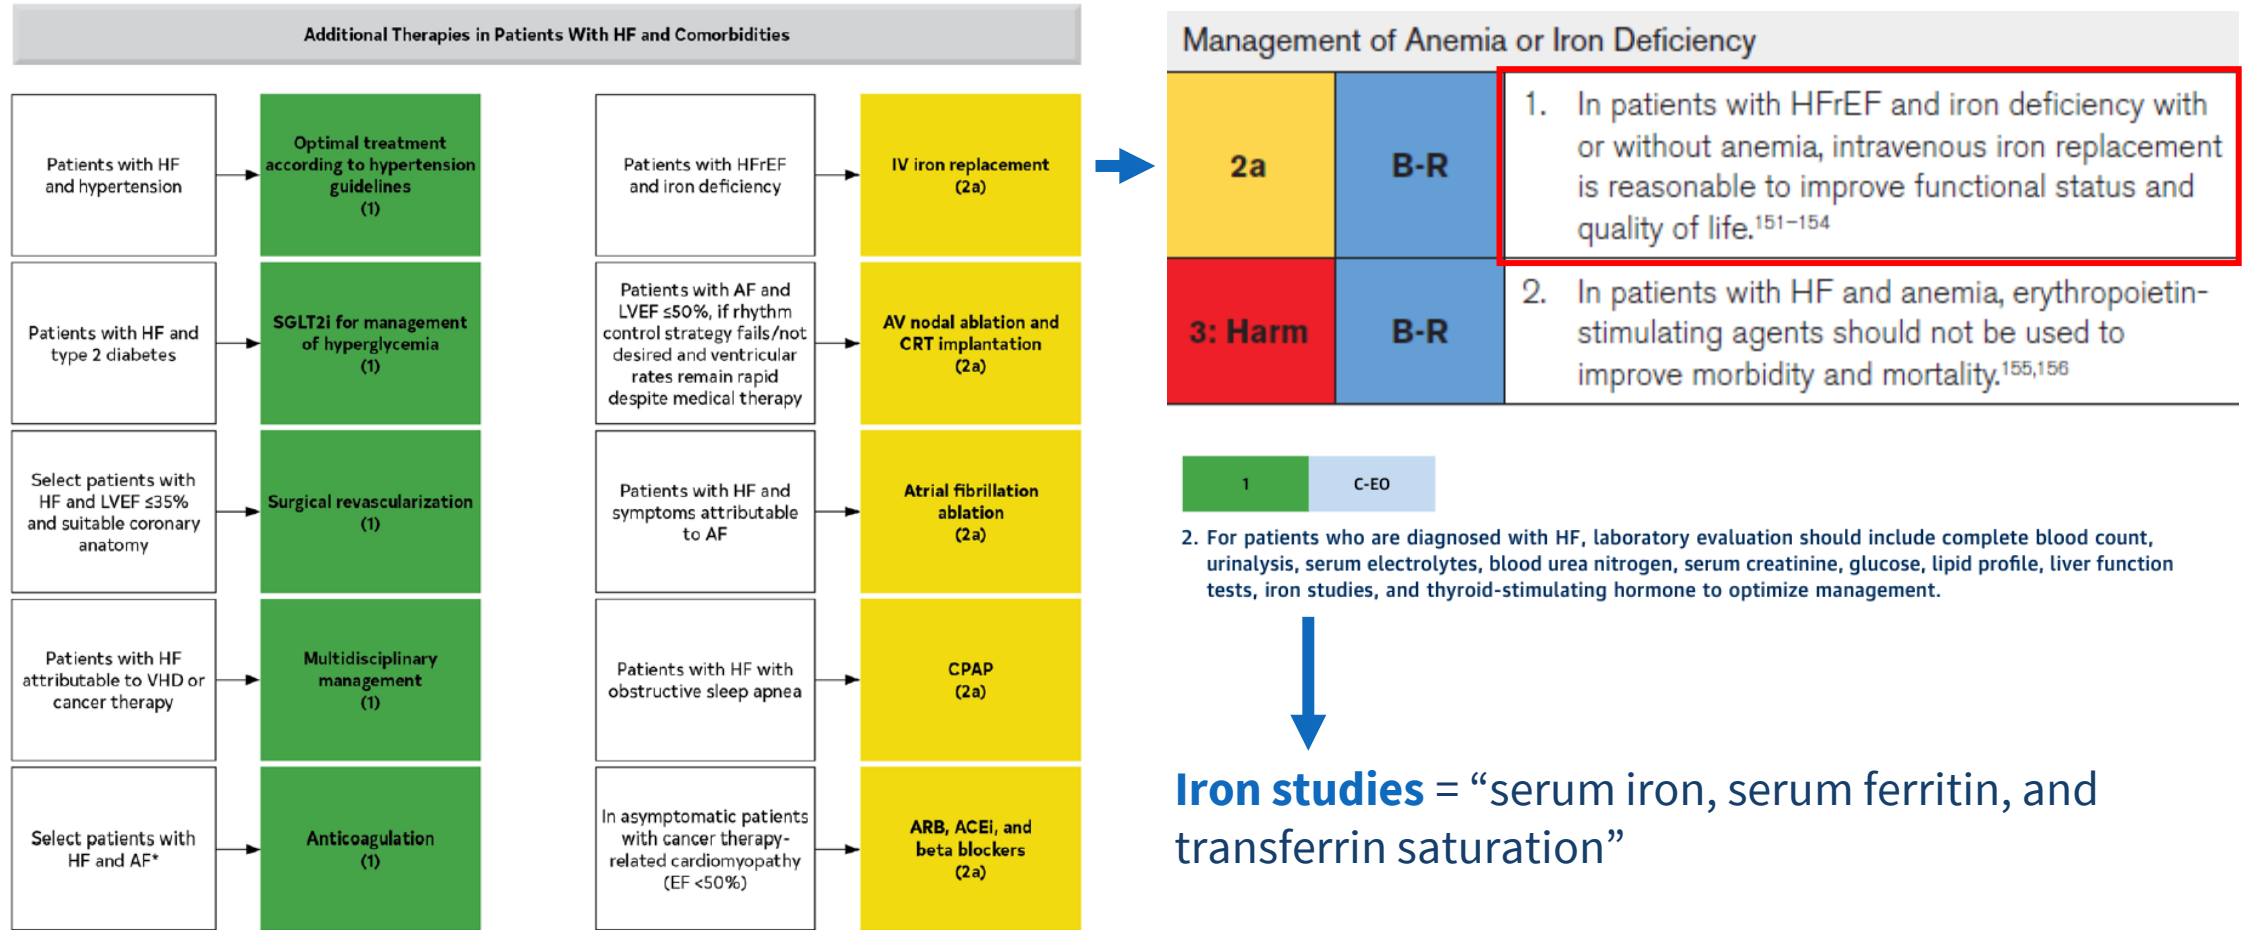 Additional Therapies in Patients With HF and Comorbidities
Patients with HF
and hypertension
Optimal treatment
according to hypertension
guidelines
(1)
Patients with HF and
type 2 diabetes
SGLT2i for management
of hyperglycemia
(1)
Select patients with
HF and LVEF ≤35%
and suitable coronary
anatomy
Surgical revascularization
(1)
Patients with HF
attributable to VHD or
cancer therapy
Multidisciplinary
management
(1)
Select patients with
HF and AF*
Anticoagulation
(1)
Patients with HFrEF
and iron deficiency
IV iron replacement
(2a)
Patients with AF and
LVEF ≤50%, if rhythm
control strategy fails/not
desired and ventricular
rates remain rapid
despite medical therapy
AV nodal ablation and
CRT implantation
(2a)
Patients with HF and
symptoms attributable
to AF
Atrial fibrillation
ablation
(2a)
Patients with HF with
obstructive sleep apnea
CPAP
(2a)
In asymptomatic patients
with cancer therapy-
related cardiomyopathy
(EF <50%)
ARB, ACEi, and
beta blockers
(2a)
Management of Anemia or Iron Deficiency
2a
B-R
1. In patients with HFrEF and iron deficiency with
or without anemia, intravenous iron replacement
is reasonable to improve functional status and
quality of life.151–154
3: Harm
B-R
2. In patients with HF and anemia, erythropoietin-
stimulating agents should not be used to
improve morbidity and mortality.155,156
1
C-EO
2. For patients who are diagnosed with HF, laboratory evaluation should include complete blood count,
urinalysis, serum electrolytes, blood urea nitrogen, serum creatinine, glucose, lipid profile, liver function
tests, iron studies, and thyroid-stimulating hormone to optimize management.
Iron studies = “serum iron, serum ferritin, and
transferrin saturation”